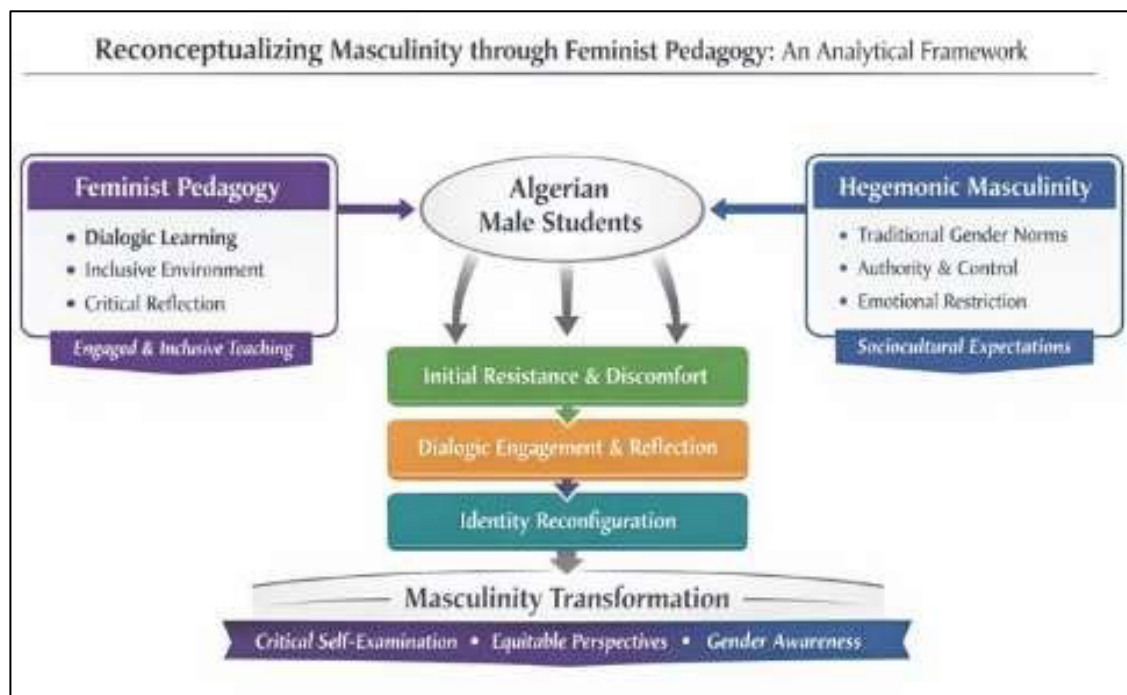 Reconceptualizing Masculinity through Feminist Pedagogy: An Analytical Framework
Feminist Pedagogy
• Dialogic Learning
• Inclusive Environment
• Critical Reflection
Engaged & Inclusive Teaching
Algerian
Male Students
Hegemonic Masculinity
• Traditional Gender Norms
• Authority & Control
• Emotional Restriction
Sociocultural Expectations
Initial Resistance & Discomfort
Dialogic Engagement & Reflection
Identity Reconfiguration
Masculinity Transformation
Critical Self-Examination • Equitable Perspectives • Gender Awareness